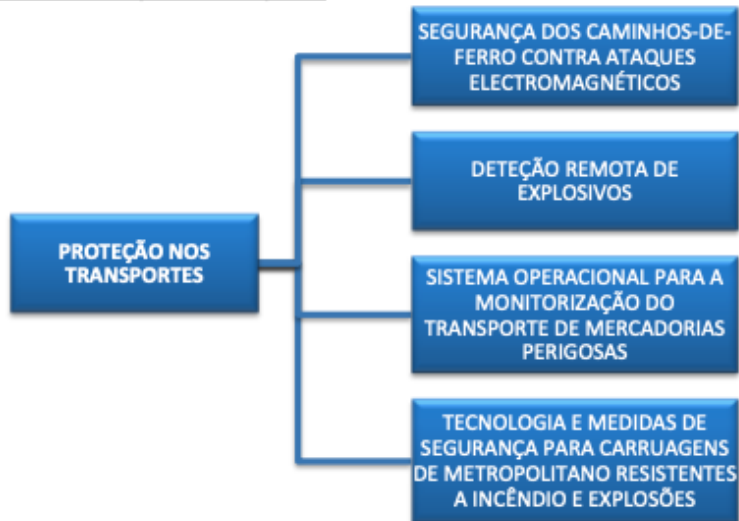 SEGURANÇA DOS CAMINHOS-DE-
FERRO CONTRA ATAQUES
ELECTROMAGNÉTICOS
DETEÇÃO REMOTA DE
EXPLOSIVOS
PROTEÇÃO NOS
TRANSPORTES
SISTEMA OPERACIONAL PARA A
MONITORIZAÇÃO DO
TRANSPORTE DE MERCADORIAS
PERIGOSAS
TECNOLOGIA E MEDIDAS DE
SEGURANÇA PARA CARRUAGENS
DE METROPOLITANO RESISTENTES
A INCÊNDIO E EXPLOSÕES